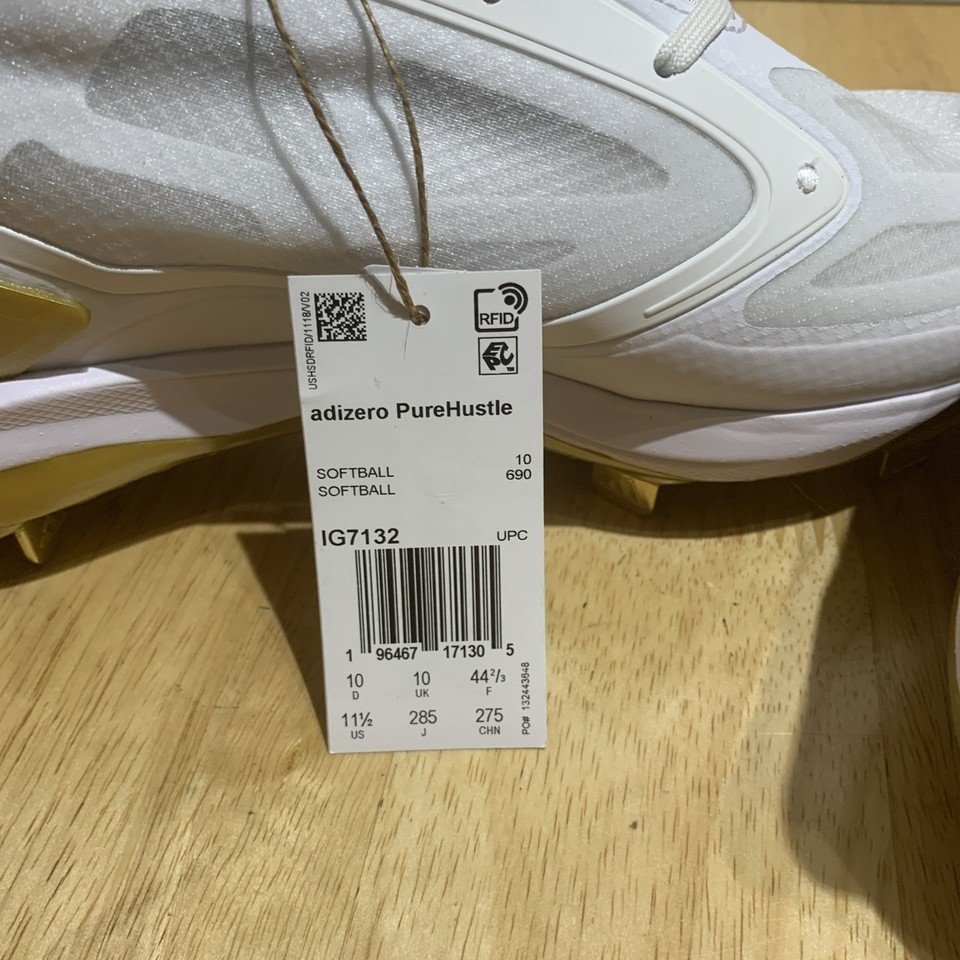 USHSDRFID/1118/V02
RFID
EPC
adizero PureHustle
SOFTBALL 10
SOFTBALL 690
IG7132 UPC
1 96467 17130 5
10 10 44²/₃
D UK F
11½ 285 275
US J CHN
PO# 132443648